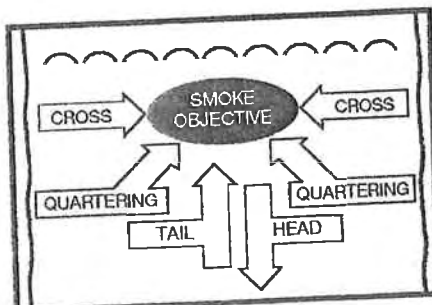 SMOKE
OBJECTIVE
CROSS
CROSS
QUARTERING
QUARTERING
TAIL
HEAD